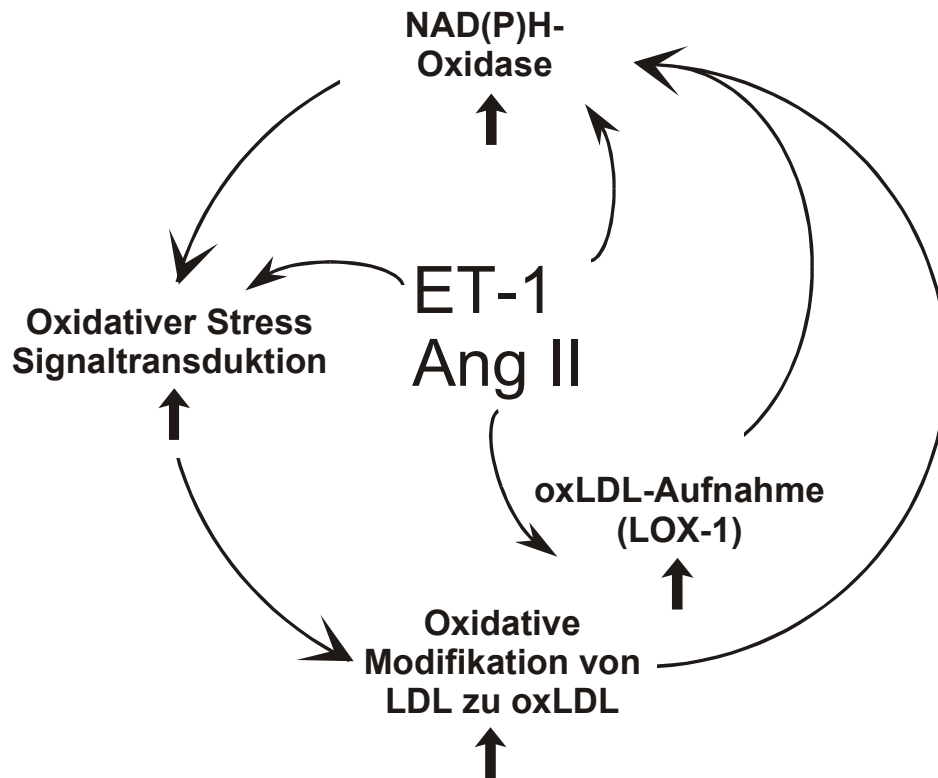 NAD(P)H-
Oxidase
ET-1
Ang II
Oxidativer Stress
Signaltransduktion
oxLDL-Aufnahme
(LOX-1)
Oxidative
Modifikation von
LDL zu oxLDL